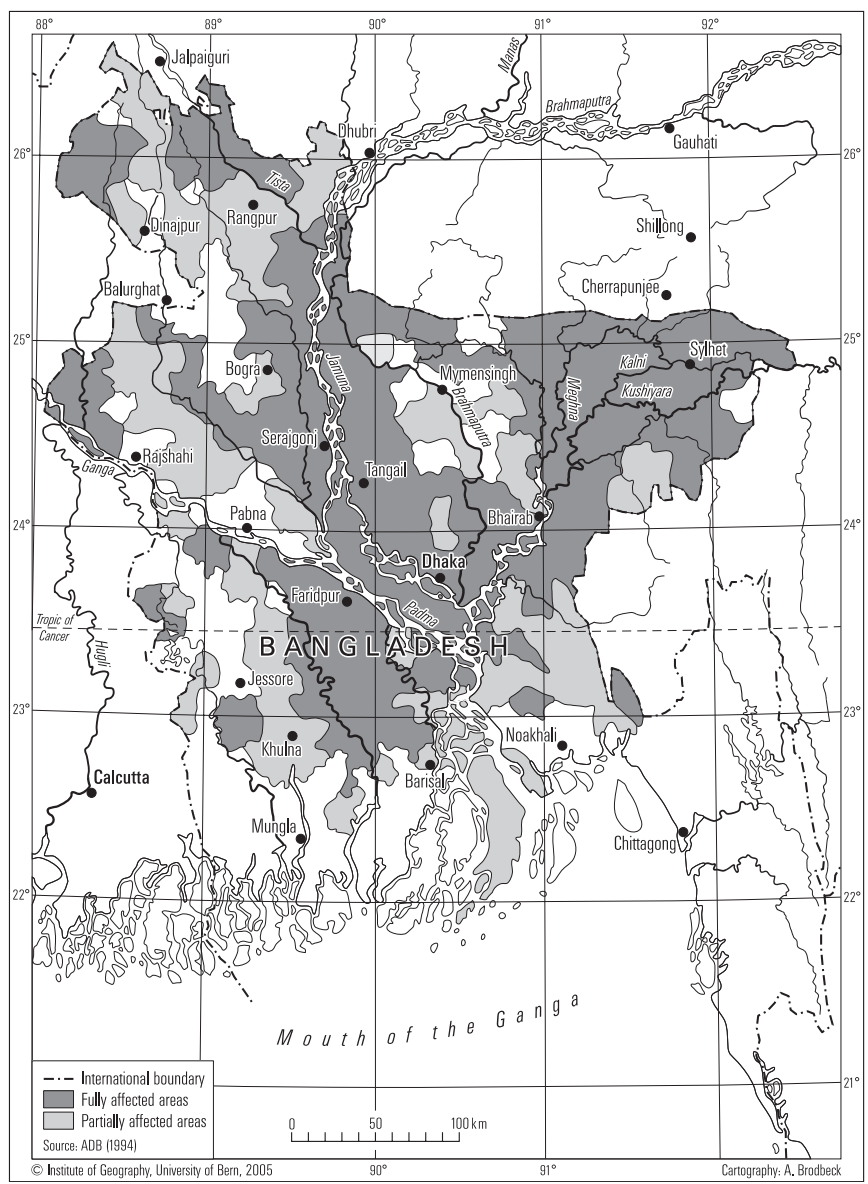 88°
89°
90°
91°
92°
Jalpaiguri
Manas
Brahmaputra
Dhubri
Gauhati
26°
26°
Tista
Rangpur
Dinajpur
Shillong
Balurghat
Cherrapunjee
25°
25°
Sylhet
Kalni
Jamuna
Bogra
Mymensingh
Meghna
Kushiyara
Brahmaputra
Serajgonj
Rajshahi
Ganga
Tangail
Pabna
Bhairab
24°
24°
Dhaka
Faridpur
Padma
Tropic of
Cancer
BANGLADESH
Hugli
Jessore
23°
23°
Noakhali
Khulna
Calcutta
Barisal
Mungla
Chittagong
22°
22°
Mouth of the Ganga
International boundary
Fully affected areas
Partially affected areas
Source: ADB (1994)
21°
0 50 100 km
© Institute of Geography, University of Bern, 2005
90°
91°
Cartography: A. Brodbeck